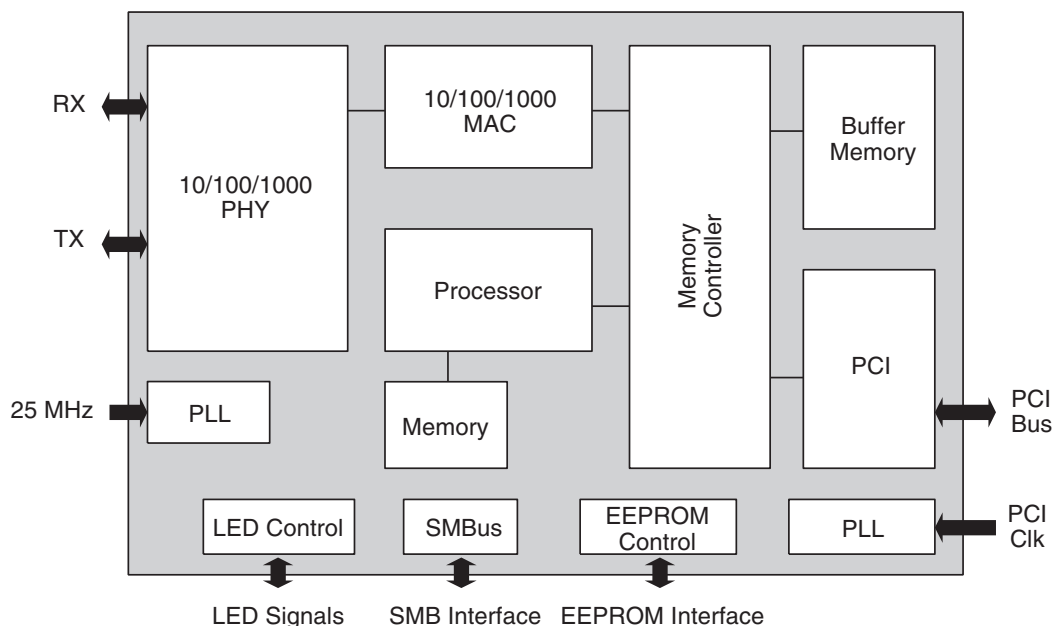 RX
TX
25 MHz
10/100/1000
PHY
10/100/1000
MAC
Memory
Controller
Buffer
Memory
Processor
PCI
PLL
Memory
PCI
Bus
LED Control
SMBus
EEPROM
Control
PLL
PCI
Clk
LED Signals
SMB Interface
EEPROM Interface